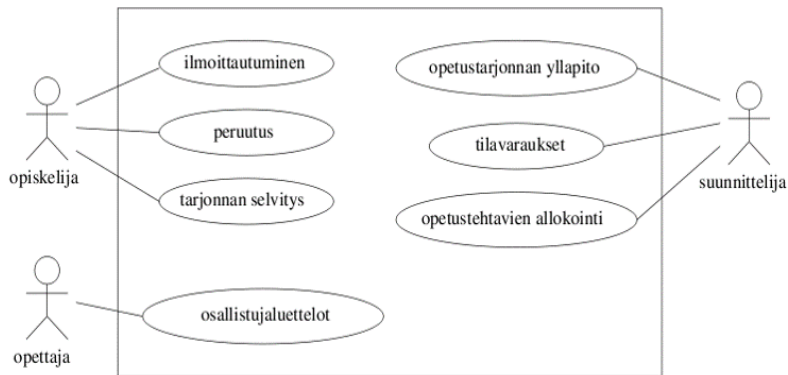 ilmoittautuminen
opetustarjonnan yllapito
peruutus
tilavaraukset
opiskelija
suunnittelija
tarjonnan selvitys
opetustehtavien allokointi
osallistujaluettelot
opettaja